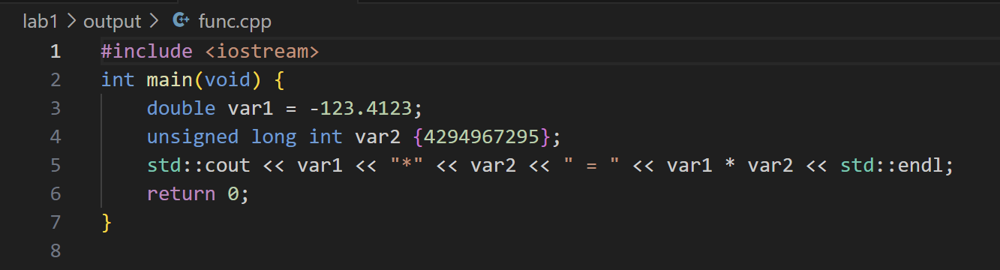 lab1 > output > func.cpp
1 #include <iostream>
2 int main(void) {
3     double var1 = -123.4123;
4     unsigned long int var2 {4294967295};
5     std::cout << var1 << "*" << var2 << " = " << var1 * var2 << std::endl;
6     return 0;
7 }
8